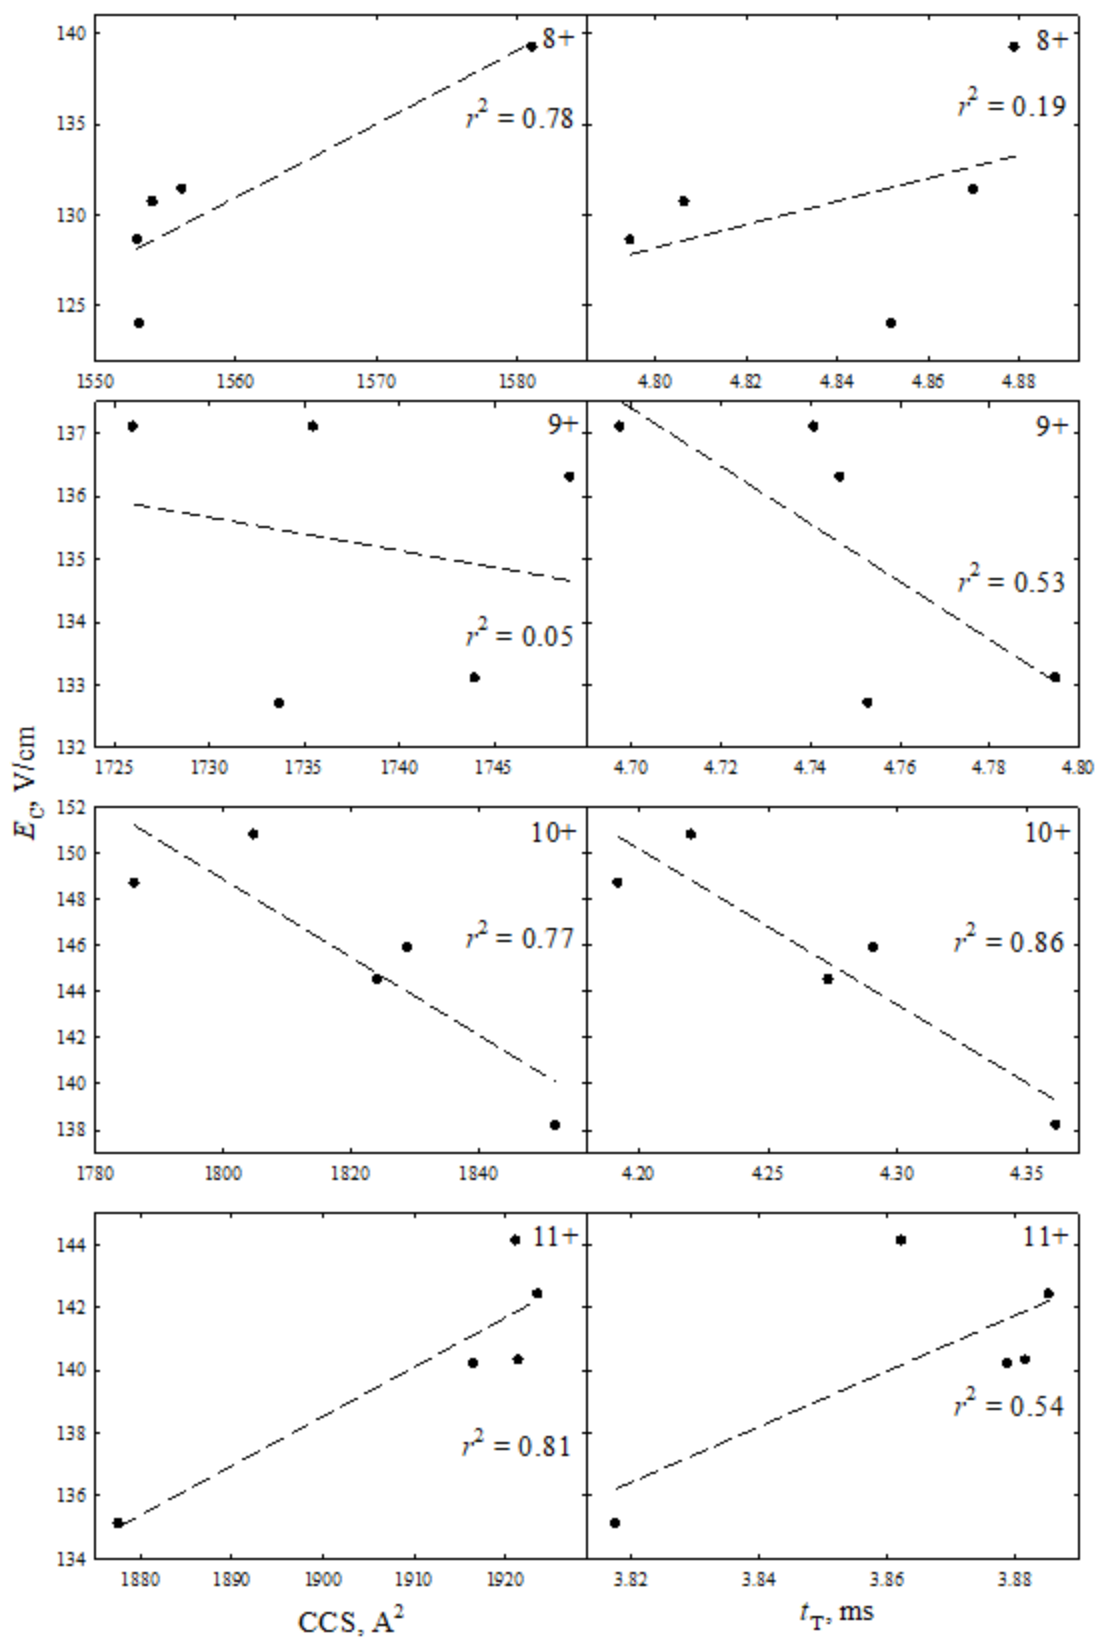 140
135
130
125
8+
r² = 0.78
8+
r² = 0.19
1550 1560 1570 1580
4.80 4.82 4.84 4.86 4.88
137
136
135
134
133
132
9+
r² = 0.05
9+
r² = 0.53
1725 1730 1735 1740 1745
4.70 4.72 4.74 4.76 4.78 4.80
E_C, V/cm
152
150
148
146
144
142
140
138
10+
r² = 0.77
10+
r² = 0.86
1780 1800 1820 1840
4.20 4.25 4.30 4.35
144
142
140
138
136
134
11+
r² = 0.81
11+
r² = 0.54
1880 1890 1900 1910 1920
3.82 3.84 3.86 3.88
CCS, A²
t_T, ms